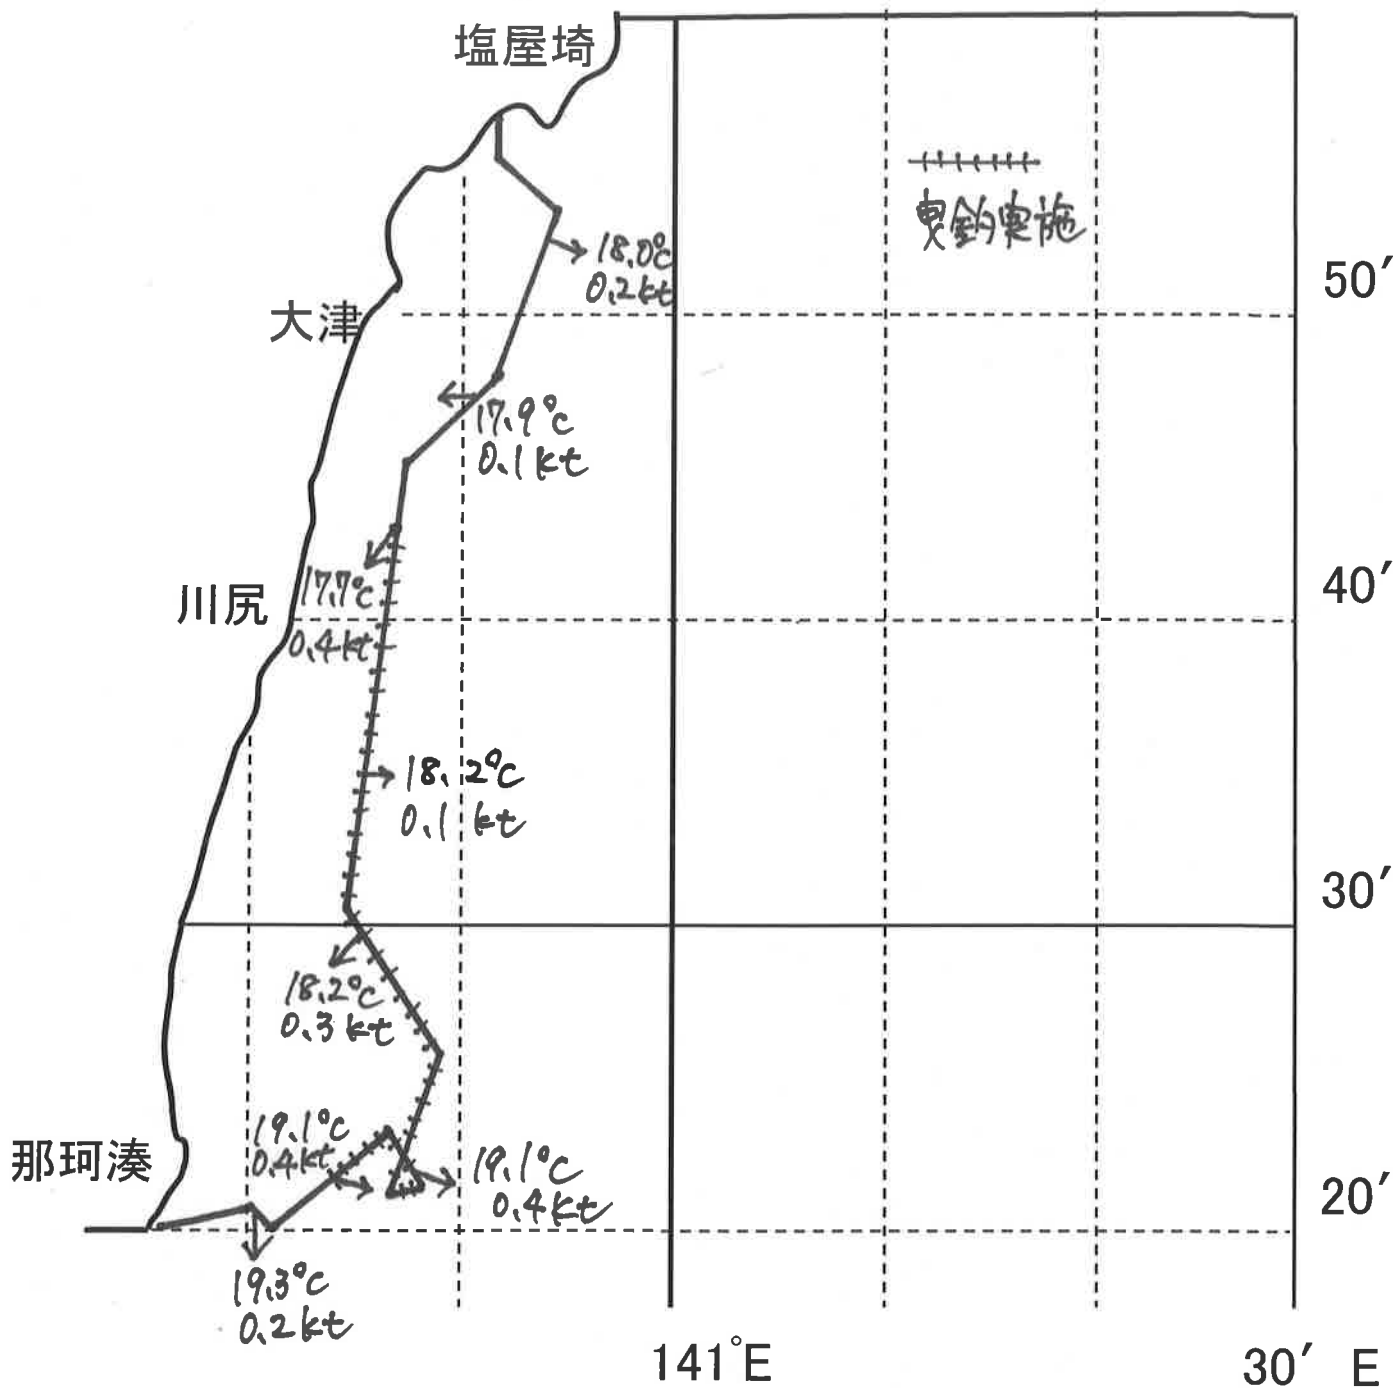 塩屋埼
曳釣実施
18.0℃
0.2kt
50′
大津
17.9℃
0.1kt
40′
川尻
17.7℃
0.4kt
18.2℃
0.1kt
30′
18.2℃
0.3kt
那珂湊
19.1℃
0.4kt
19.1℃
0.4kt
20′
19.3℃
0.2kt
141°E
30′ E